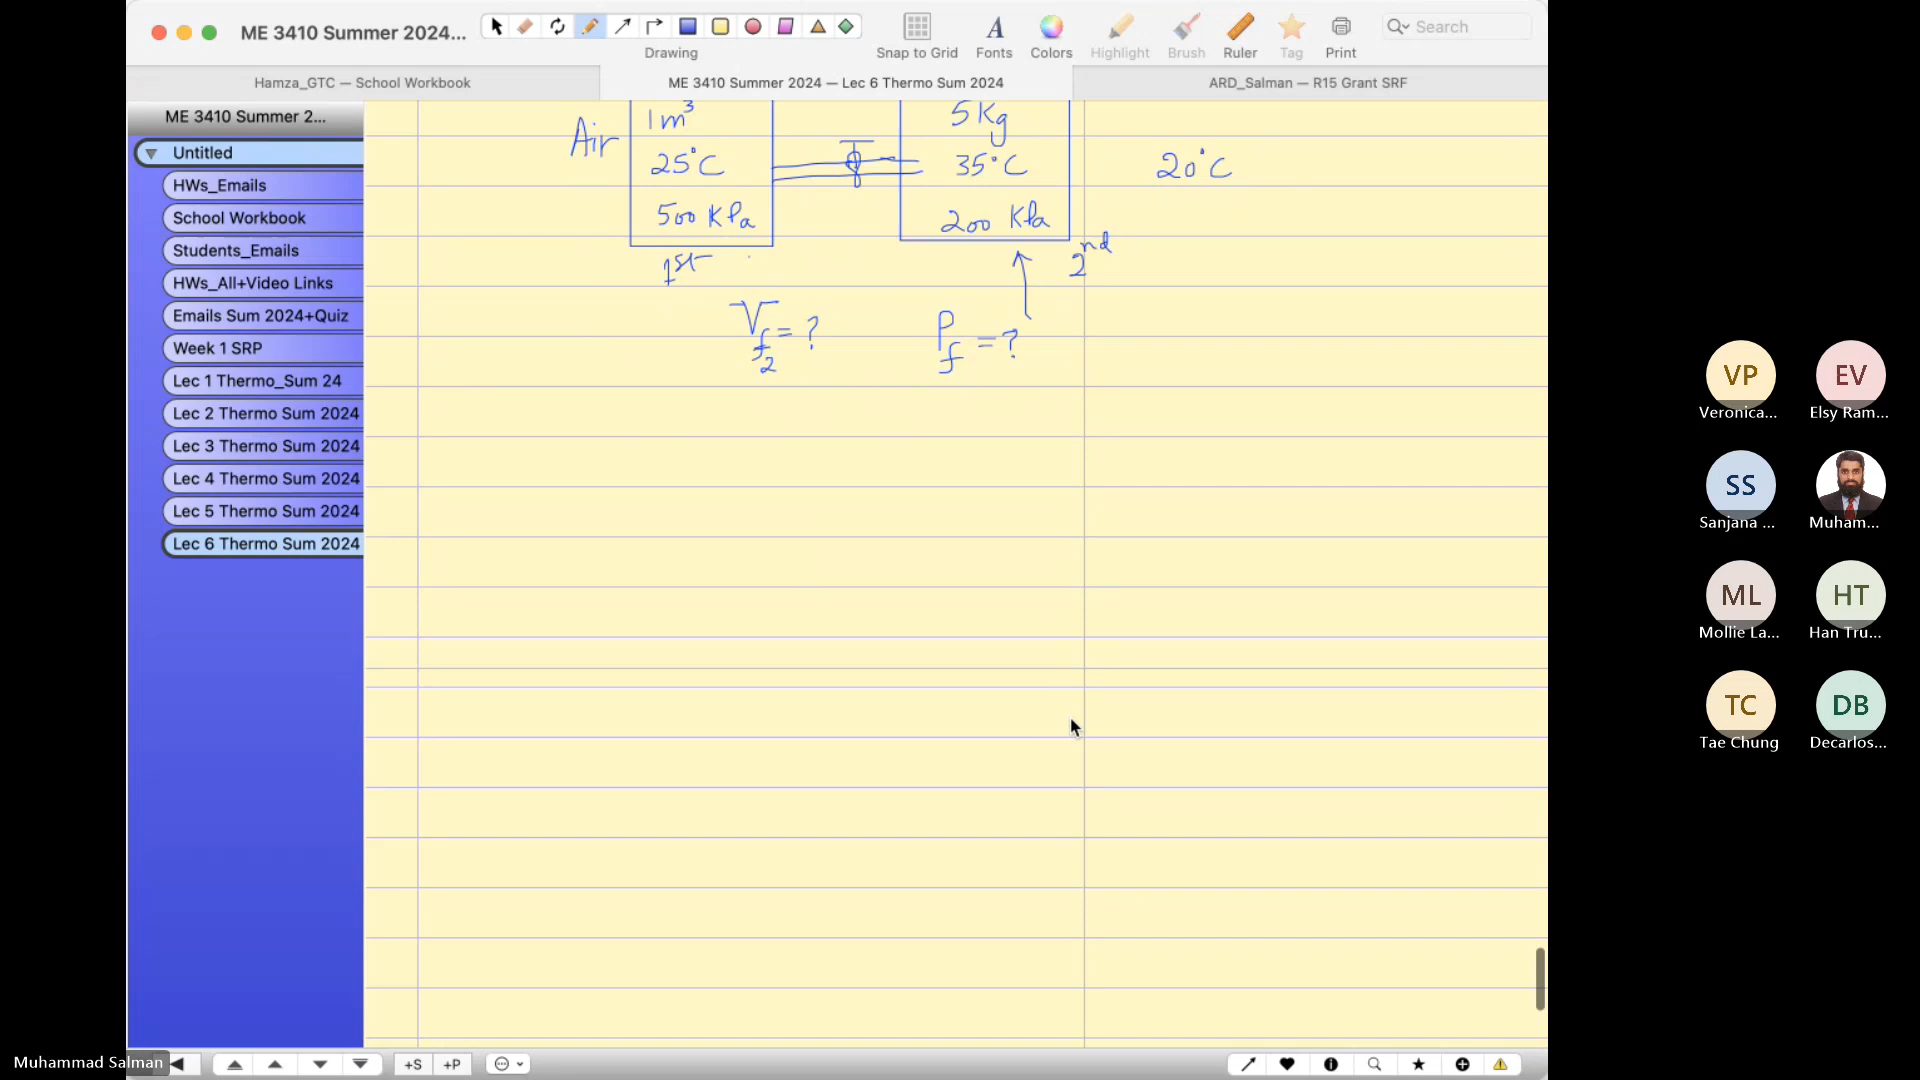 ME 3410 Summer 2024...
Drawing
Snap to Grid
Fonts
Colors
Highlight
Brush
Ruler
Tag
Print
Search
Hamza_GTC — School Workbook
ME 3410 Summer 2024 — Lec 6 Thermo Sum 2024
ARD_Salman — R15 Grant SRF
ME 3410 Summer 2...
Untitled
HWs_Emails
School Workbook
Students_Emails
HWs_All+Video Links
Emails Sum 2024+Quiz
Week 1 SRP
Lec 1 Thermo_Sum 24
Lec 2 Thermo Sum 2024
Lec 3 Thermo Sum 2024
Lec 4 Thermo Sum 2024
Lec 5 Thermo Sum 2024
Lec 6 Thermo Sum 2024
Air
1 m³
25°C
500 KPa
1st
5 Kg
35°C
200 KPa
2nd
20°C
Vf2 = ?
Pf = ?
VP
Veronica...
EV
Elsy Ram...
SS
Sanjana ...
Muham...
ML
Mollie La...
HT
Han Tru...
TC
Tae Chung
DB
Decarlos...
Muhammad Salman
+S
+P